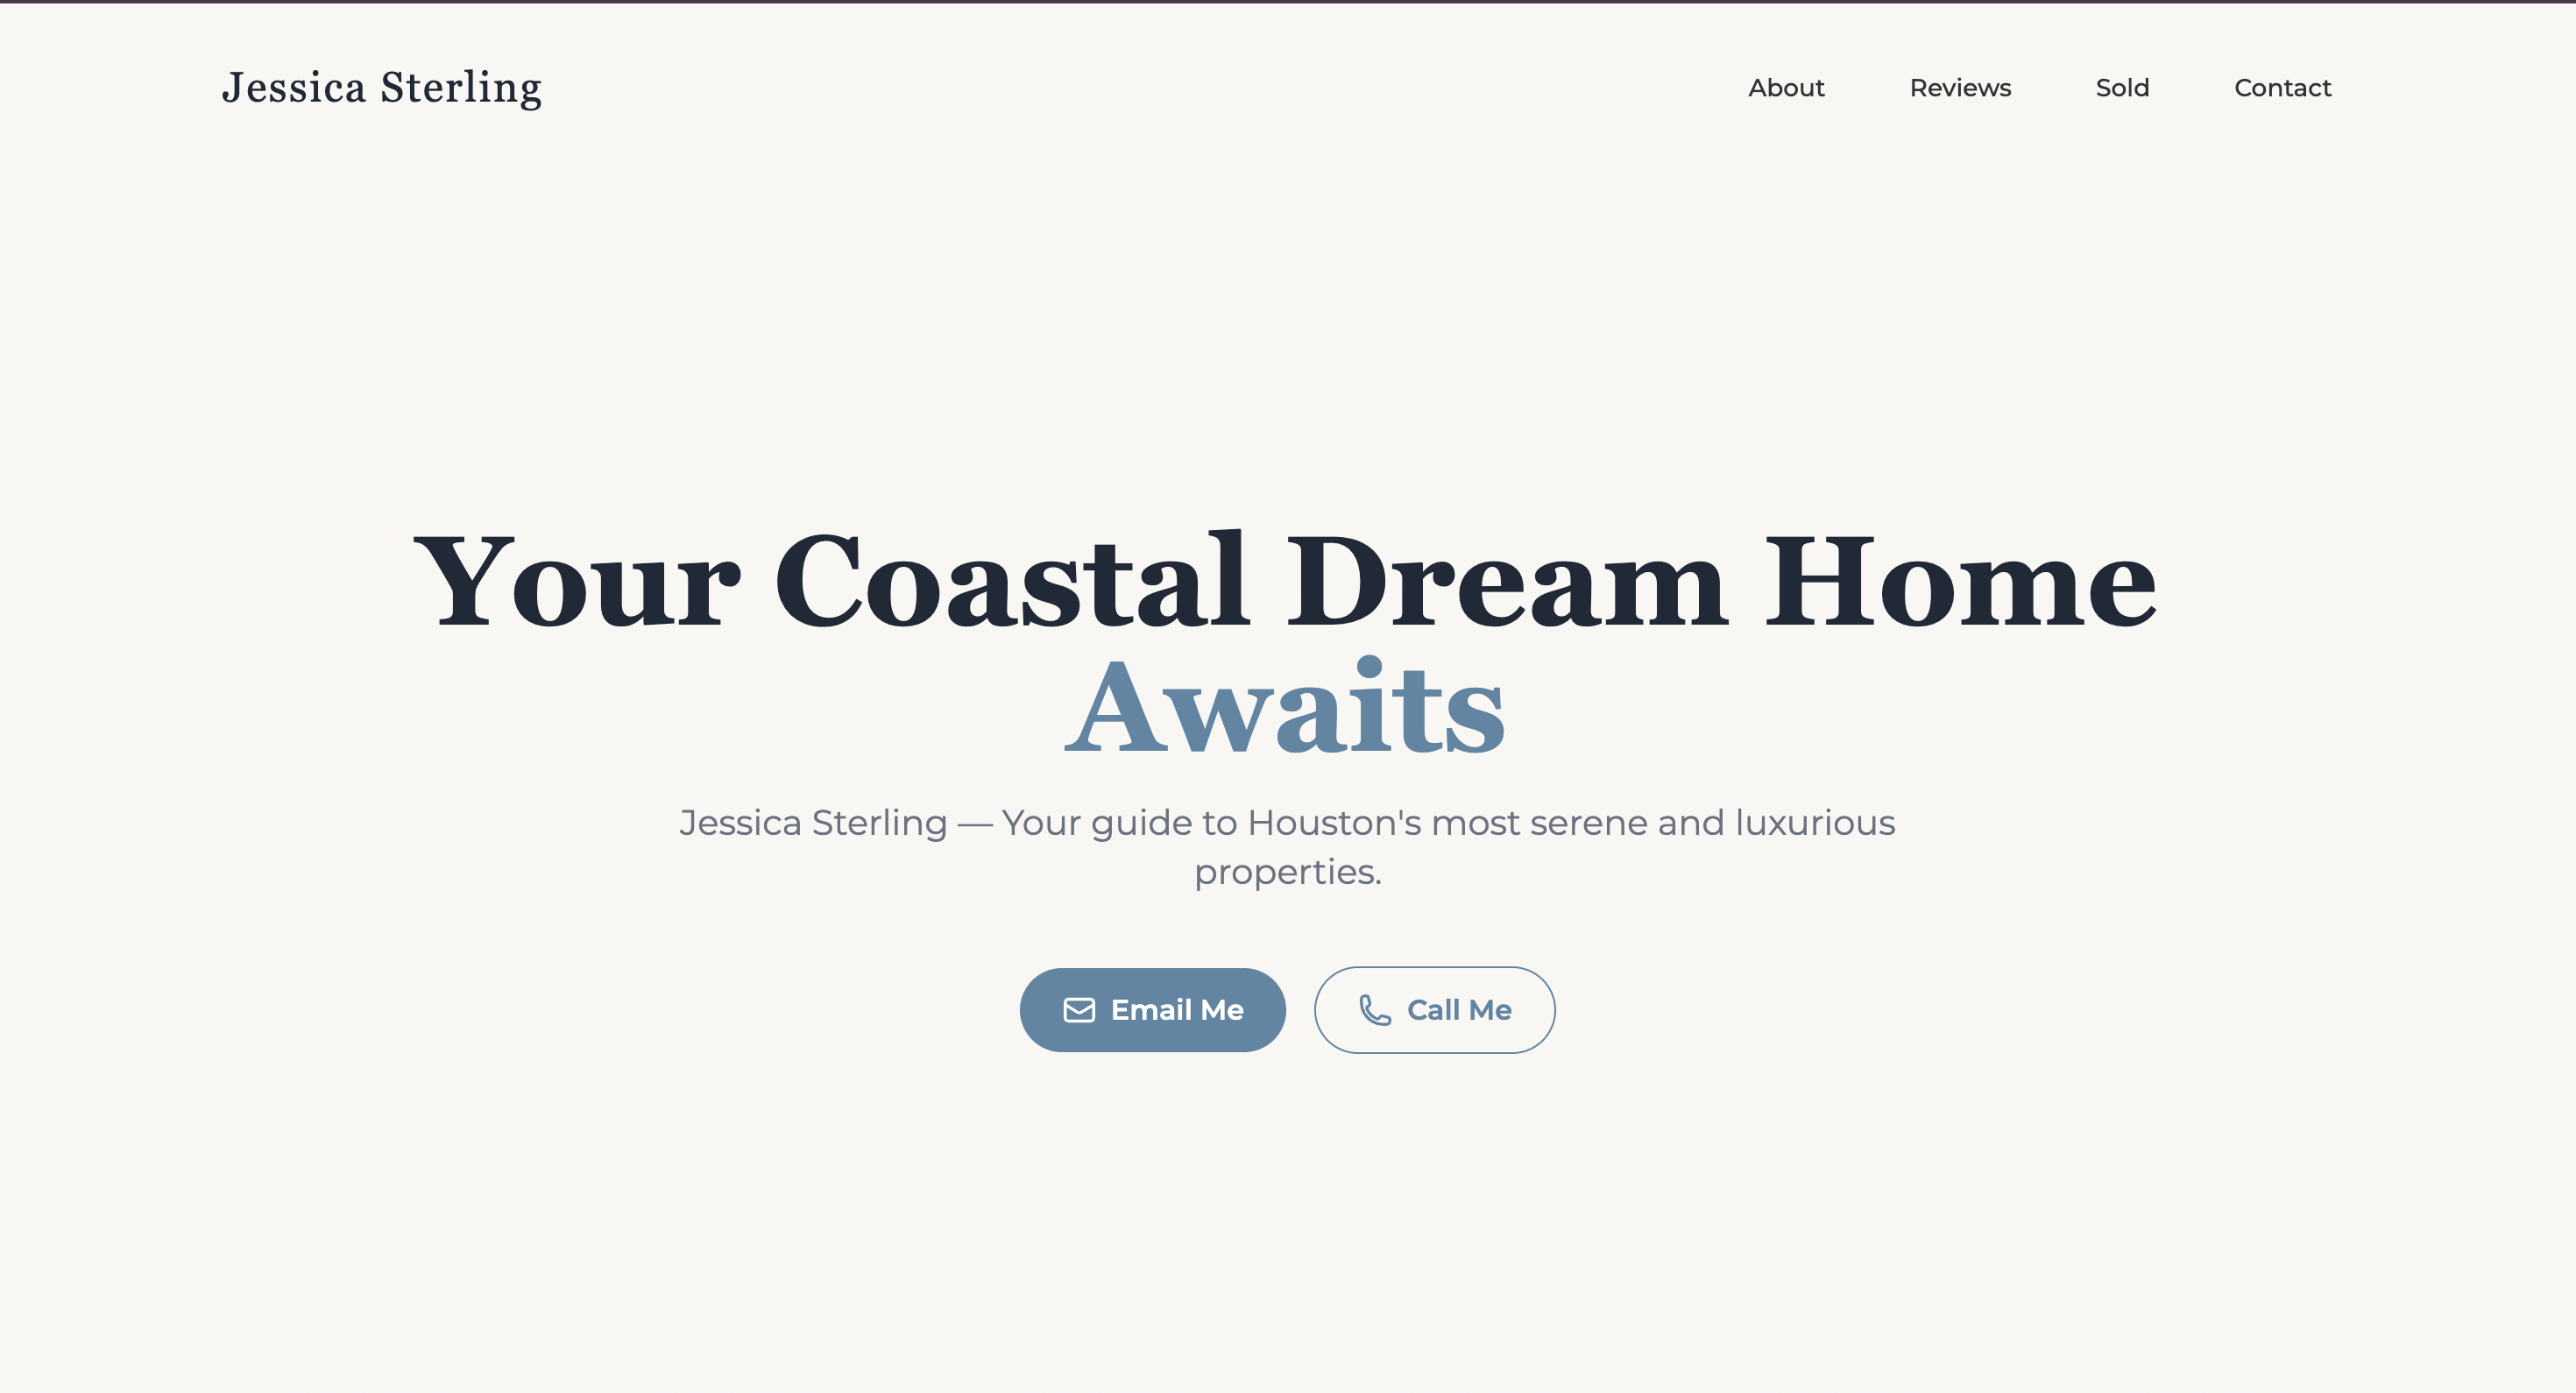 Jessica Sterling
About
Reviews
Sold
Contact
Your Coastal Dream Home
Awaits
Jessica Sterling — Your guide to Houston's most serene and luxurious
properties.
Email Me
Call Me